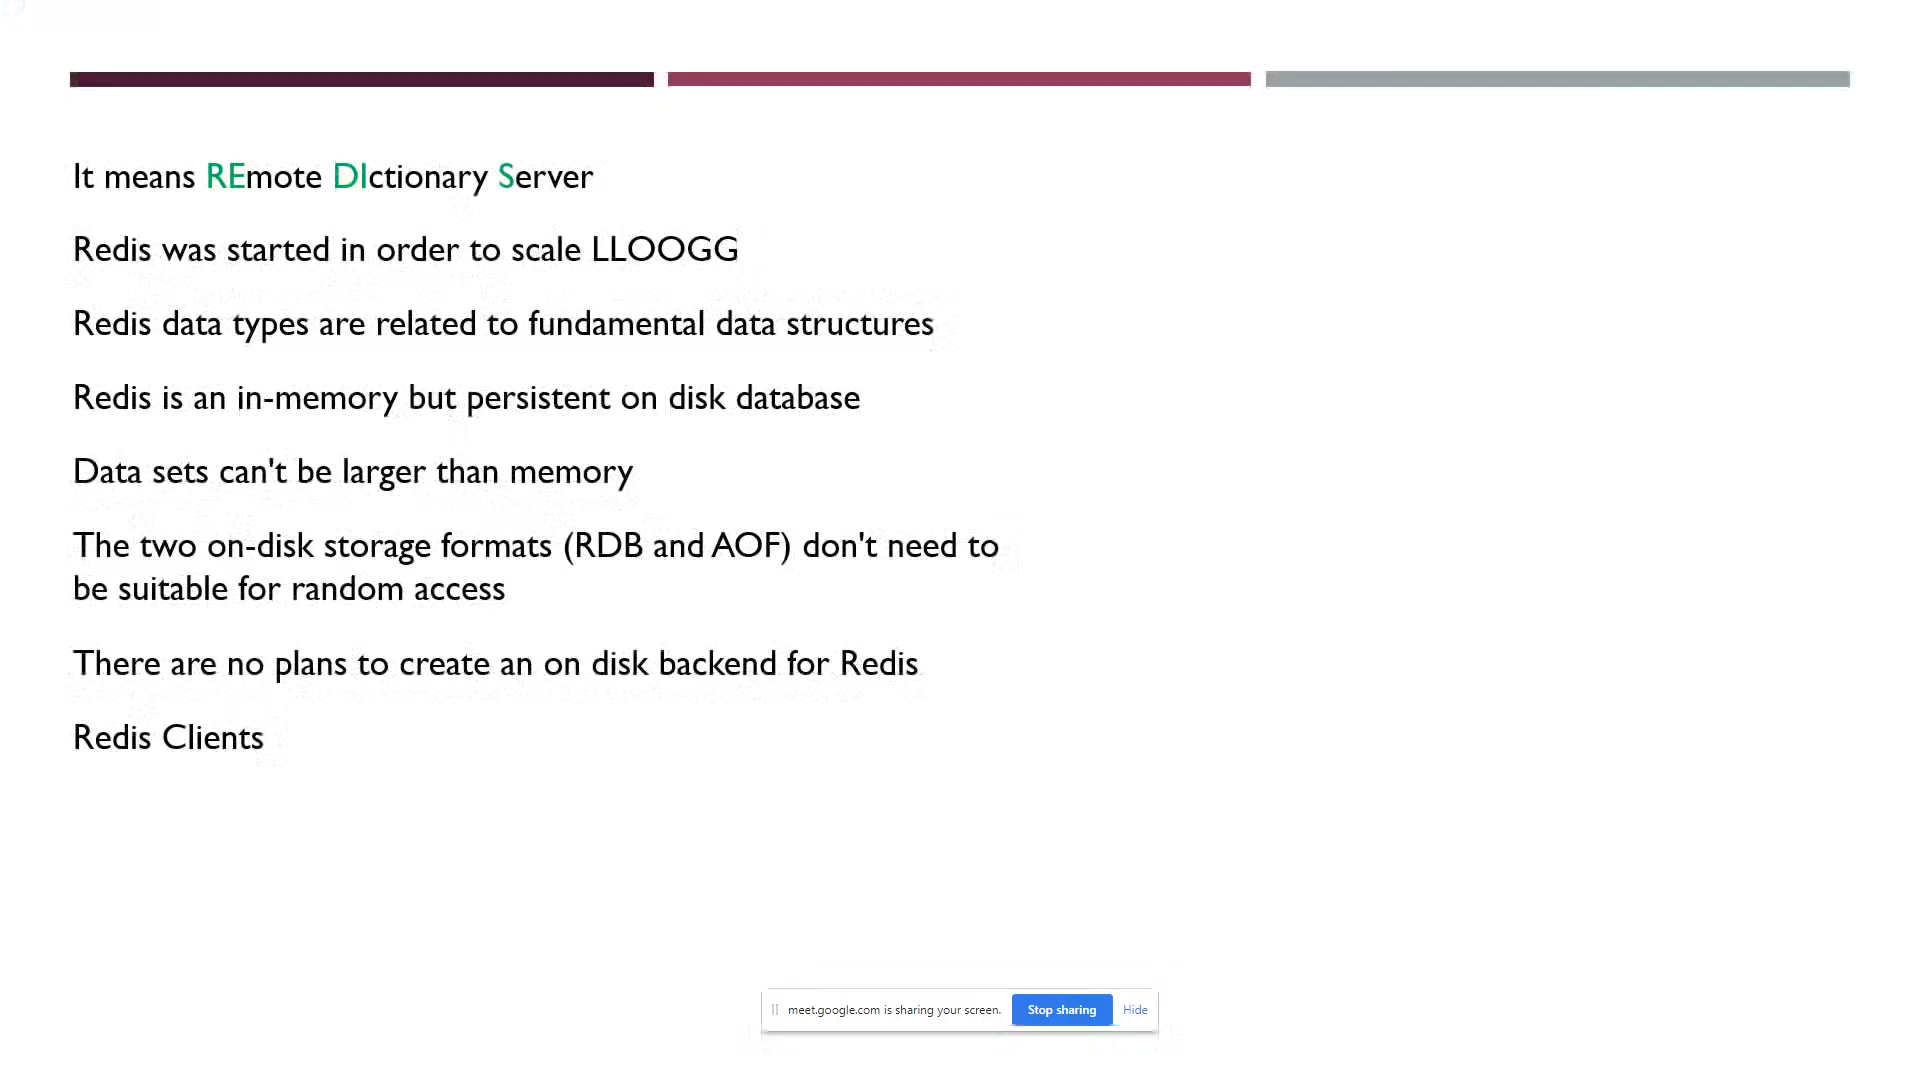 It means REmote DIctionary Server
Redis was started in order to scale LLOOGG
Redis data types are related to fundamental data structures
Redis is an in-memory but persistent on disk database
Data sets can't be larger than memory
The two on-disk storage formats (RDB and AOF) don't need to
be suitable for random access
There are no plans to create an on disk backend for Redis
Redis Clients
meet.google.com is sharing your screen. Stop sharing Hide